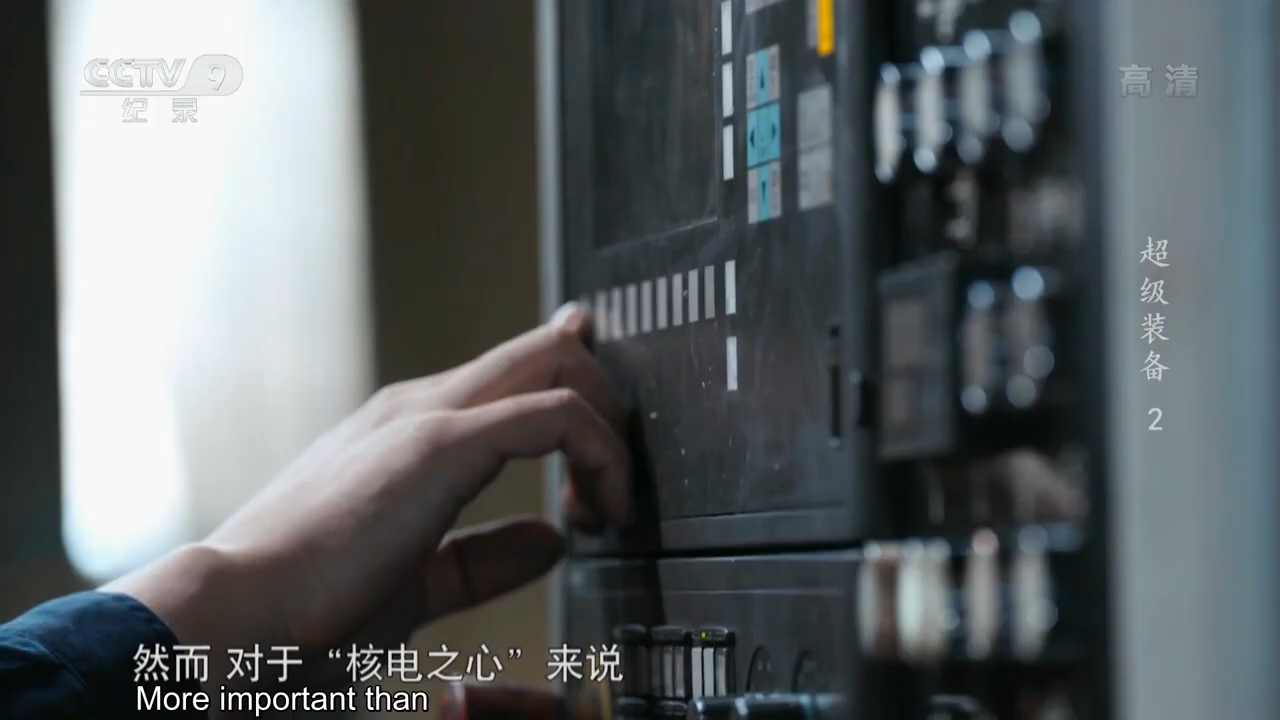 CCTV 9
纪录
高清
超级装备 2
然而 对于“核电之心”来说
More important than